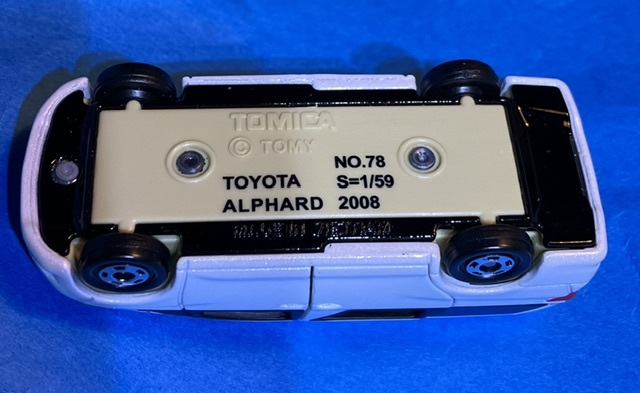 TOMICA
© TOMY
NO.78
TOYOTA S=1/59
ALPHARD 2008